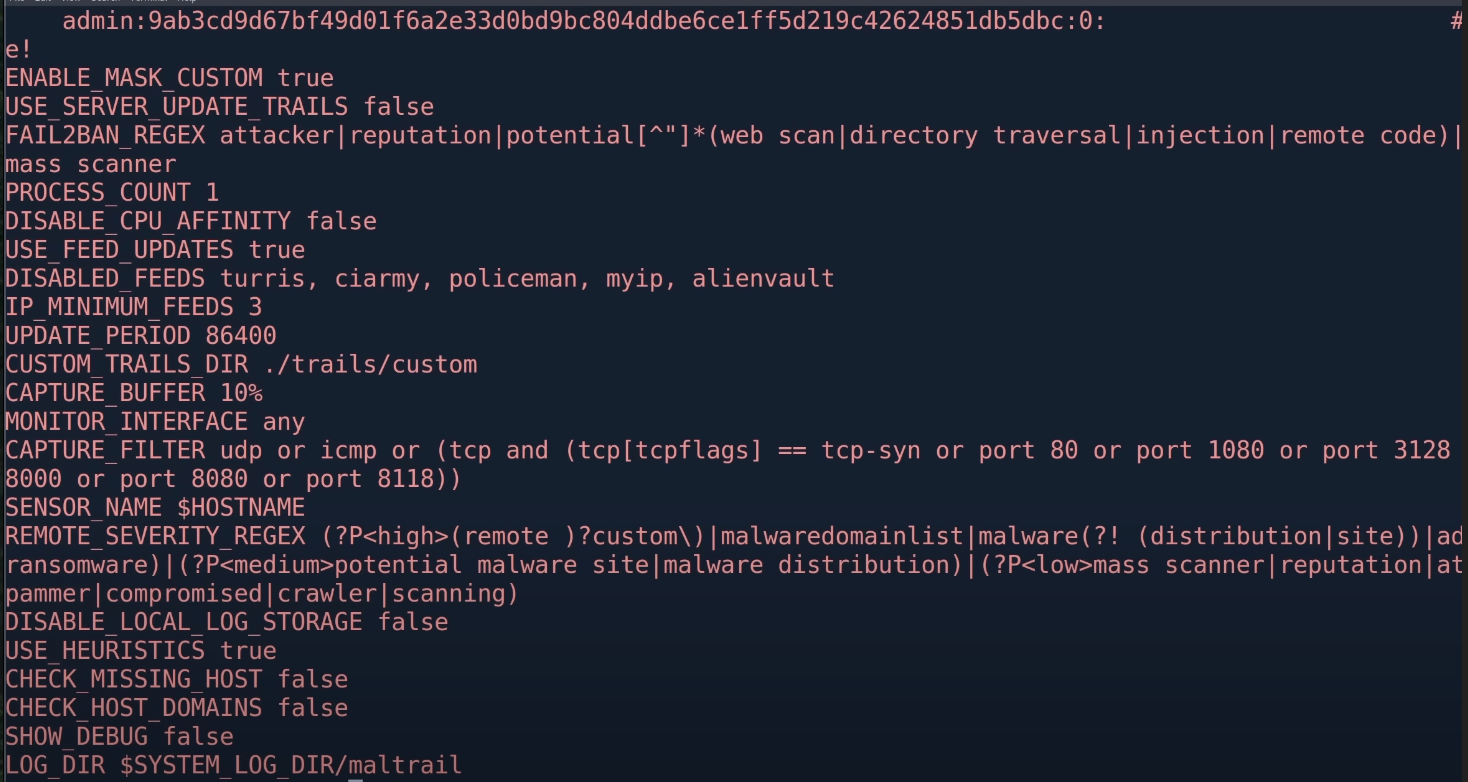 admin:9ab3cd9d67bf49d01f6a2e33d0bd9bc804ddbe6ce1ff5d219c42624851db5dbc:0: #
e!
ENABLE_MASK_CUSTOM true
USE_SERVER_UPDATE_TRAILS false
FAIL2BAN_REGEX attacker|reputation|potential[^"]*(web scan|directory traversal|injection|remote code)|
mass scanner
PROCESS_COUNT 1
DISABLE_CPU_AFFINITY false
USE_FEED_UPDATES true
DISABLED_FEEDS turris, ciarmy, policeman, myip, alienvault
IP_MINIMUM_FEEDS 3
UPDATE_PERIOD 86400
CUSTOM_TRAILS_DIR ./trails/custom
CAPTURE_BUFFER 10%
MONITOR_INTERFACE any
CAPTURE_FILTER udp or icmp or (tcp and (tcp[tcpflags] == tcp-syn or port 80 or port 1080 or port 3128
8000 or port 8080 or port 8118))
SENSOR_NAME $HOSTNAME
REMOTE_SEVERITY_REGEX (?P<high>(remote )?custom\)|malwaredomainlist|malware(?! (distribution|site))|ad
ransomware)|(?P<medium>potential malware site|malware distribution)|(?P<low>mass scanner|reputation|at
pammer|compromised|crawler|scanning)
DISABLE_LOCAL_LOG_STORAGE false
USE_HEURISTICS true
CHECK_MISSING_HOST false
CHECK_HOST_DOMAINS false
SHOW_DEBUG false
LOG_DIR $SYSTEM_LOG_DIR/maltrail